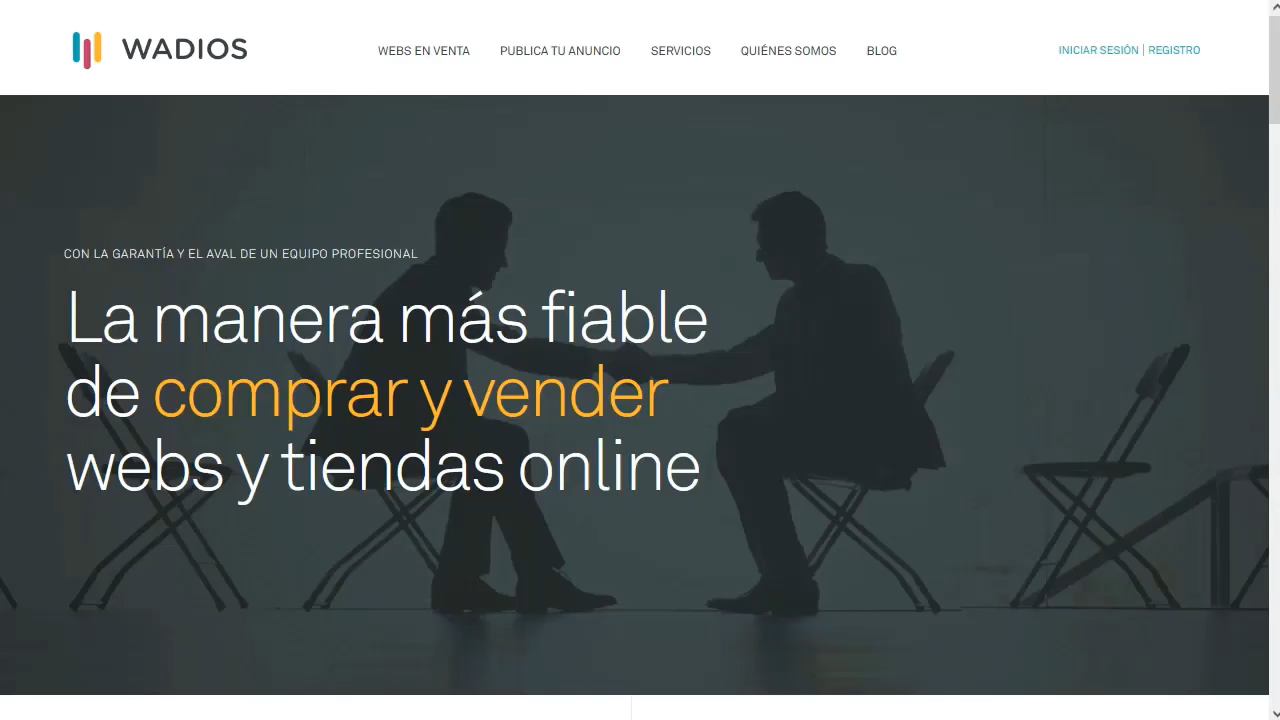 WADIOS
WEBS EN VENTA
PUBLICA TU ANUNCIO
SERVICIOS
QUIÉNES SOMOS
BLOG
INICIAR SESIÓN | REGISTRO
CON LA GARANTÍA Y EL AVAL DE UN EQUIPO PROFESIONAL
La manera más fiable
de comprar y vender
webs y tiendas online